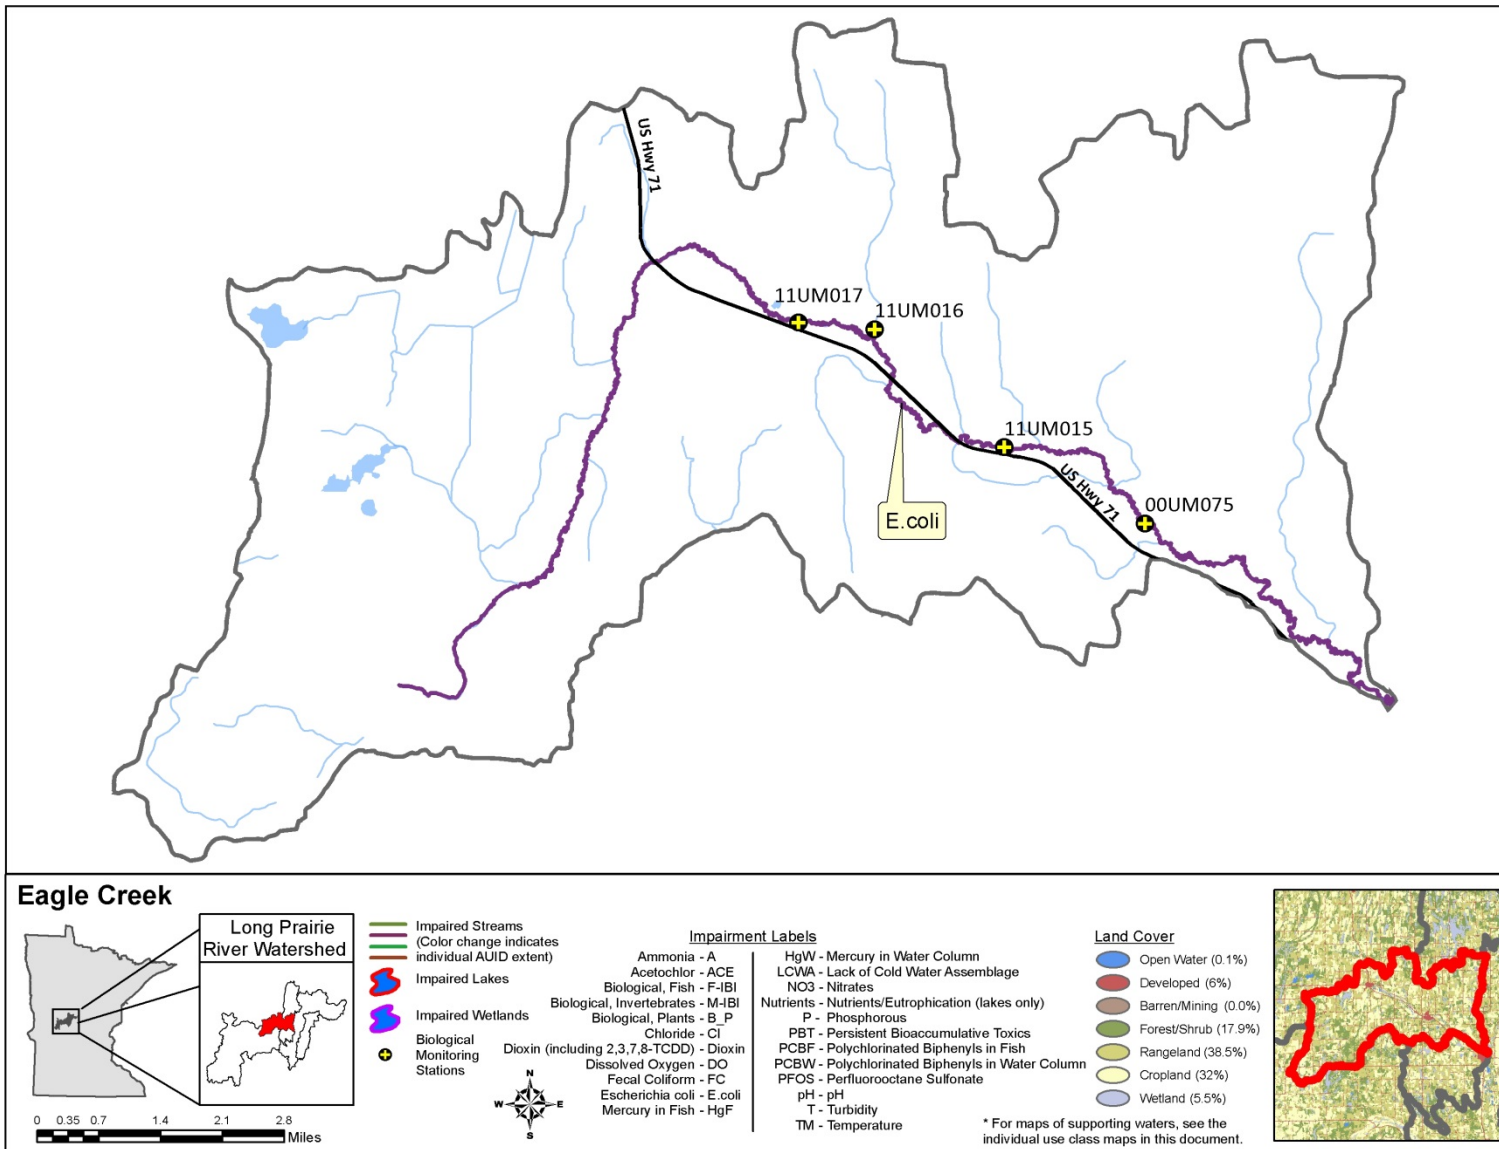 US Hwy 71
11UM017
11UM016
11UM015
US Hwy 71
00UM075
E.coli
Eagle Creek
Long Prairie
River Watershed
0 0.35 0.7 1.4 2.1 2.8
Miles
Impaired Streams
(Color change indicates
individual AUID extent)
Impaired Lakes
Impaired Wetlands
Biological
Monitoring
Stations
N
W E
S
Impairment Labels
Ammonia - A
Acetochlor - ACE
Biological, Fish - F-IBI
Biological, Invertebrates - M-IBI
Biological, Plants - B_P
Chloride - Cl
Dioxin (including 2,3,7,8-TCDD) - Dioxin
Dissolved Oxygen - DO
Fecal Coliform - FC
Escherichia coli - E.coli
Mercury in Fish - HgF
HgW - Mercury in Water Column
LCWA - Lack of Cold Water Assemblage
NO3 - Nitrates
Nutrients - Nutrients/Eutrophication (lakes only)
P - Phosphorous
PBT - Persistent Bioaccumulative Toxics
PCBF - Polychlorinated Biphenyls in Fish
PCBW - Polychlorinated Biphenyls in Water Column
PFOS - Perfluorooctane Sulfonate
pH - pH
T - Turbidity
TM - Temperature
Land Cover
Open Water (0.1%)
Developed (6%)
Barren/Mining (0.0%)
Forest/Shrub (17.9%)
Rangeland (38.5%)
Cropland (32%)
Wetland (5.5%)
* For maps of supporting waters, see the
individual use class maps in this document.